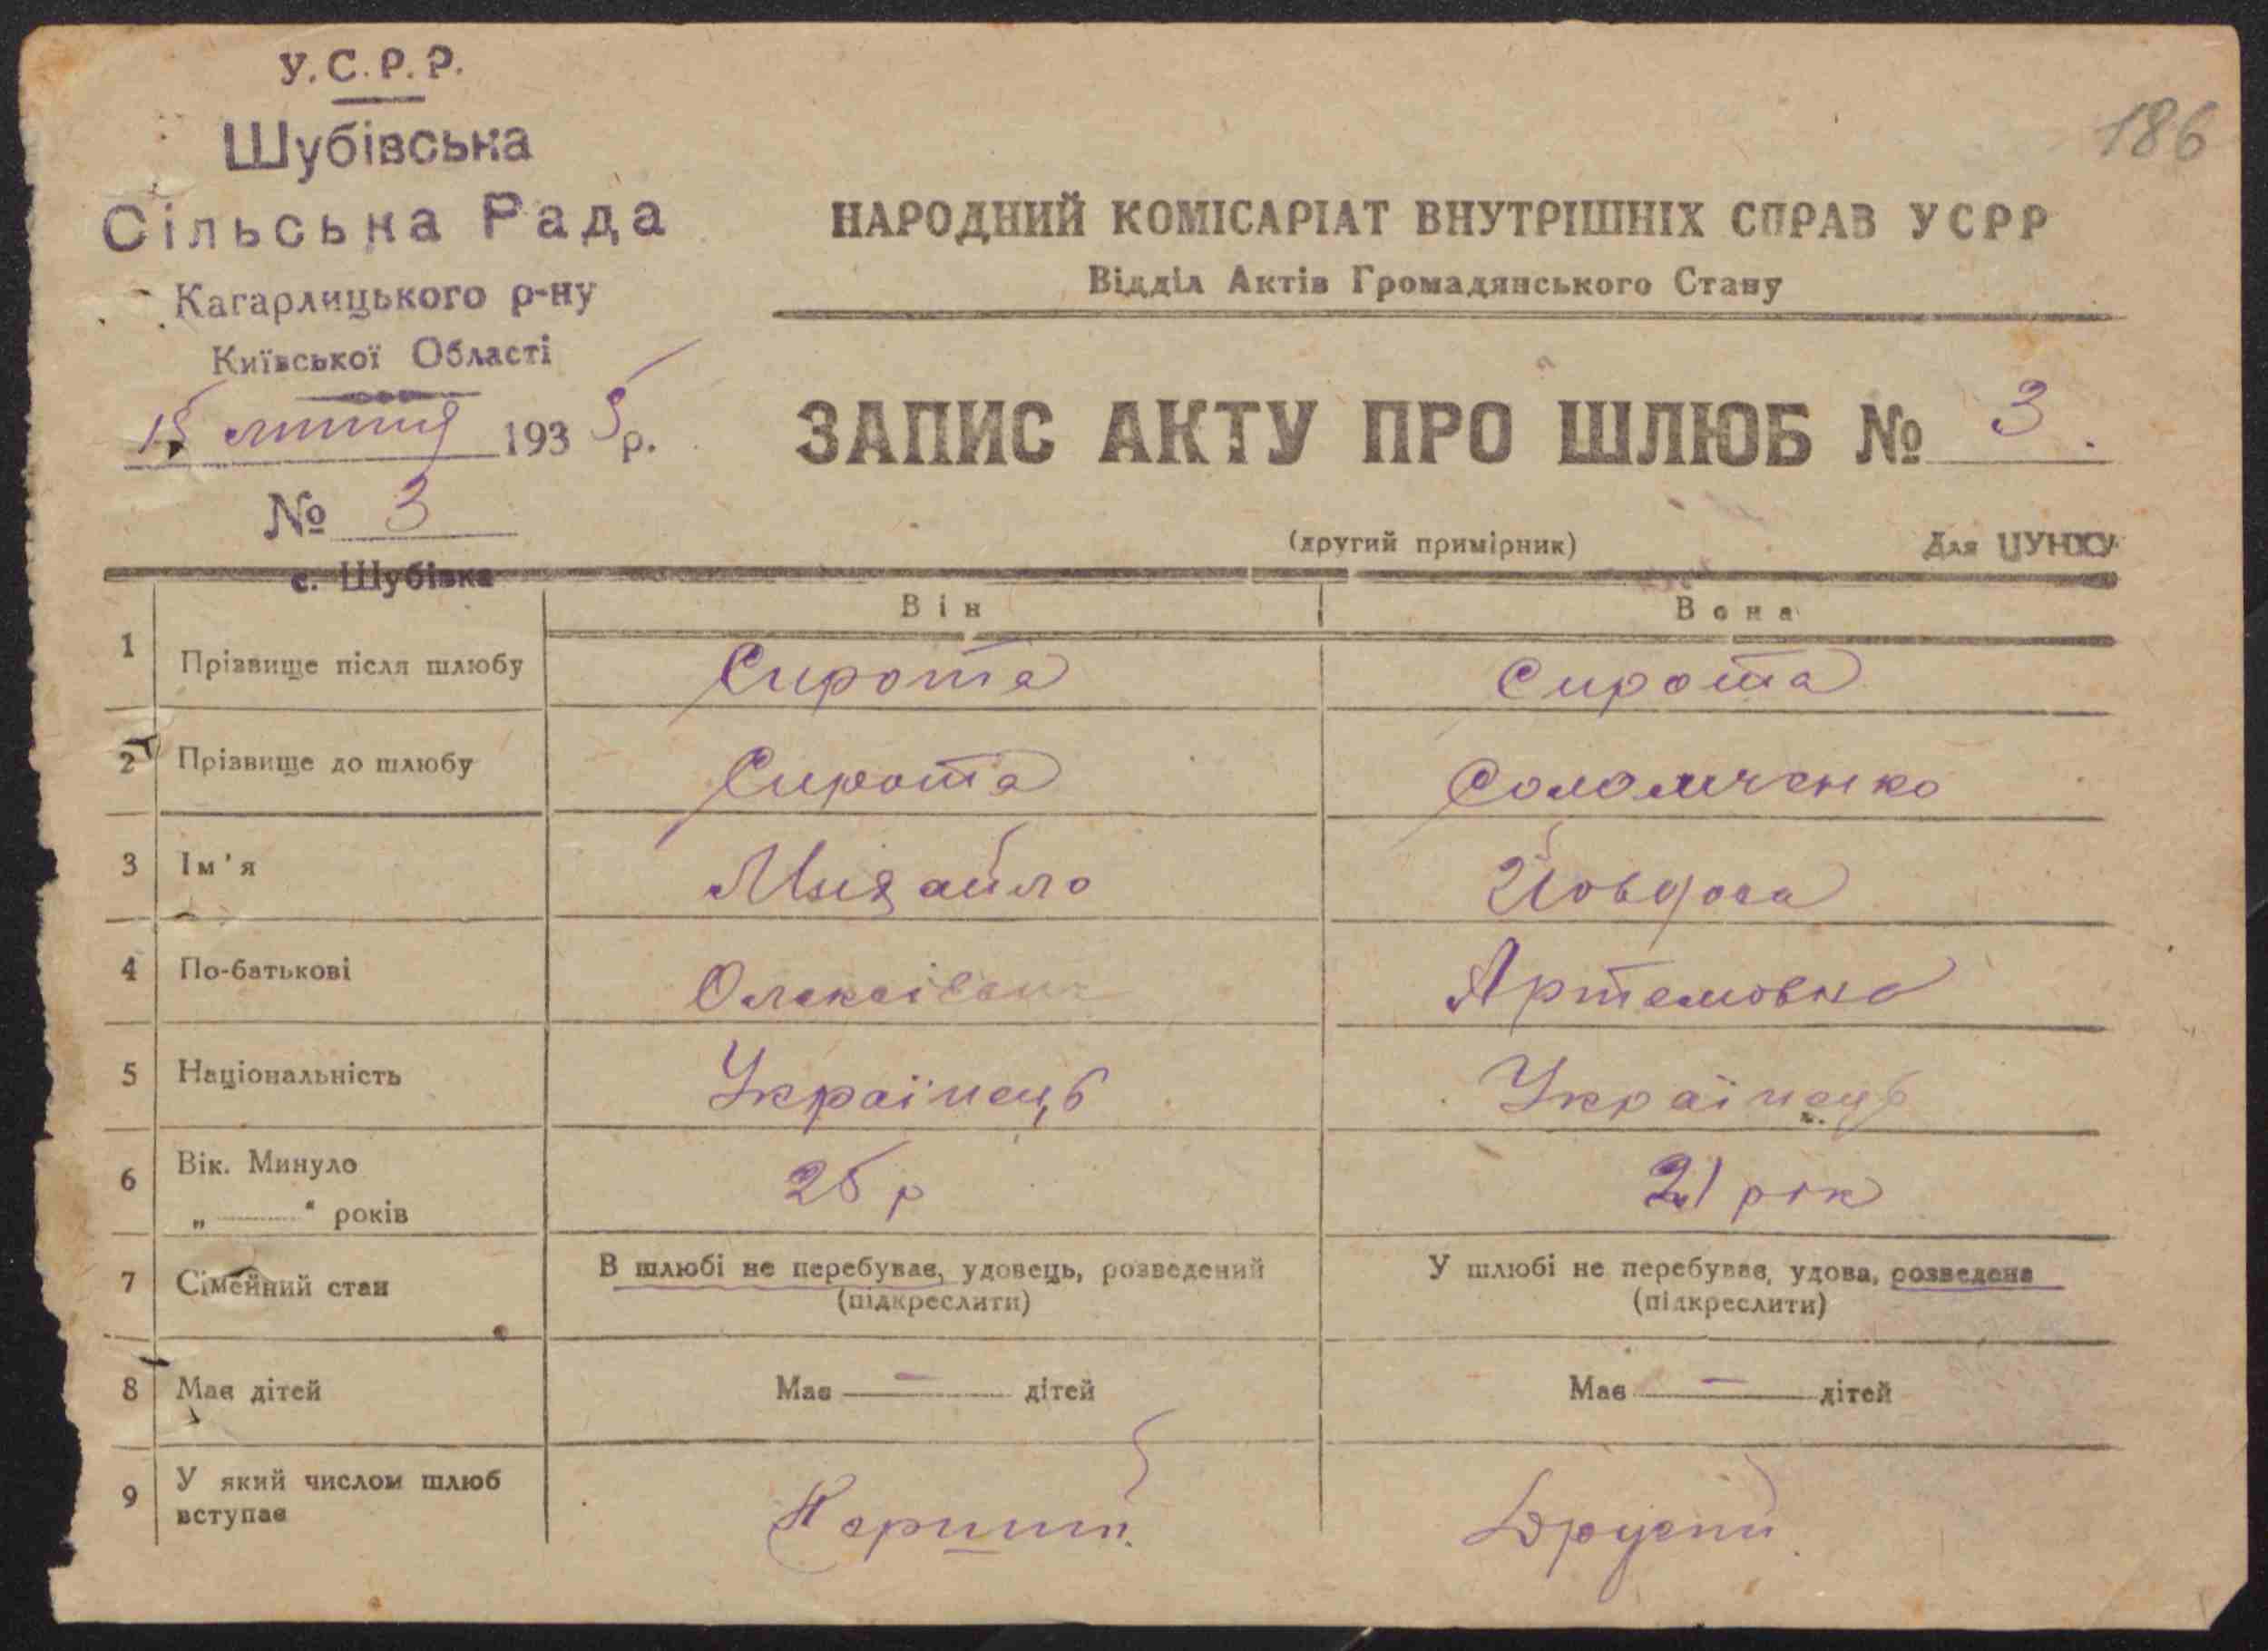 У.С.Р.Р.
Шубівська
Сільська Рада
Кагарлицького р-ну
Київської Області
15 193 5 р.
№ 3
с. Шубівка
186
НАРОДНИЙ КОМІСАРІАТ ВНУТРІШНІХ СПРАВ УСРР
Відділ Актів Громадянського Стану
ЗАПИС АКТУ ПРО ШЛЮБ № 3.
(другий примірник) Для ЦУНХУ
Він Вона
1 Прізвище після шлюбу Сирота Сирота
2 Прізвище до шлюбу Сирота Соломченко
3 Ім'я Михайло Йовдоха
4 По-батькові Олексієвич Артемовна
5 Національність Українець Українець
6 Вік. Минуло
„ “ років 25 р 21 рік
7 Сімейний стан В шлюбі не перебуває, удовець, розведений У шлюбі не перебуває, удова, розведена
(підкреслити) (підкреслити)
8 Має дітей Має — дітей Має — дітей
9 У який числом шлюб
вступає Перший Другий